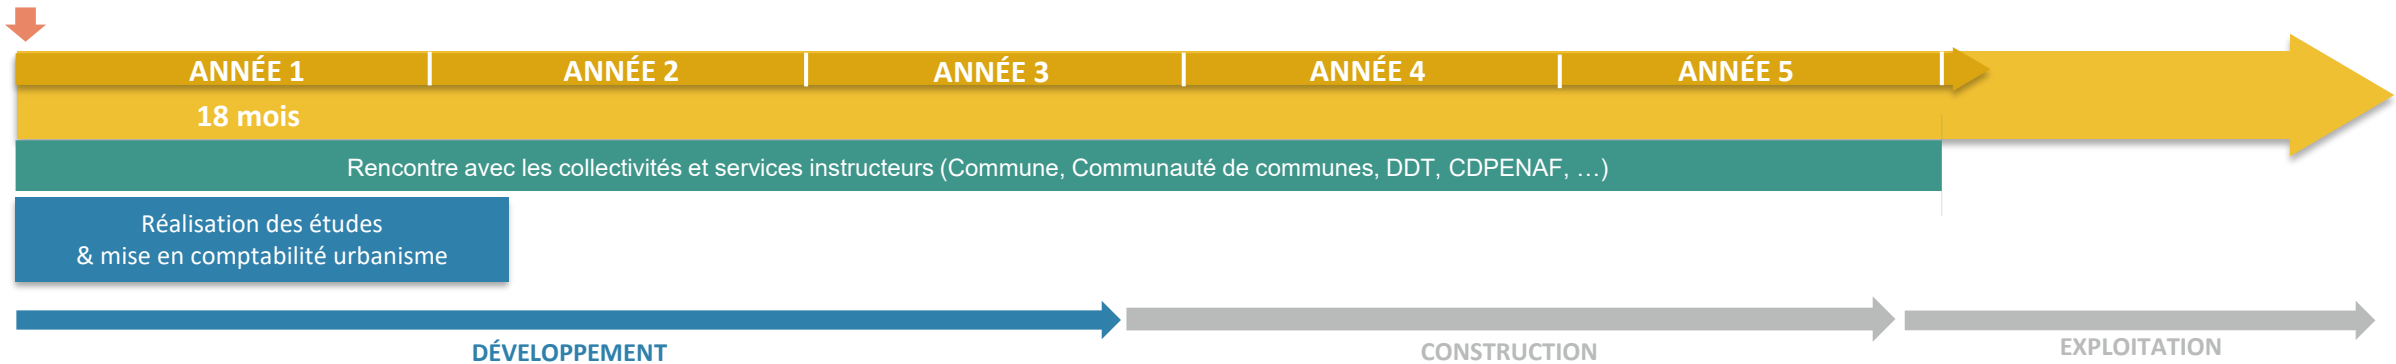 ANNÉE 1 ANNÉE 2 ANNÉE 3 ANNÉE 4 ANNÉE 5
18 mois
Rencontre avec les collectivités et services instructeurs (Commune, Communauté de communes, DDT, CDPENAF, …)
Réalisation des études
& mise en comptabilité urbanisme
DÉVELOPPEMENT CONSTRUCTION EXPLOITATION